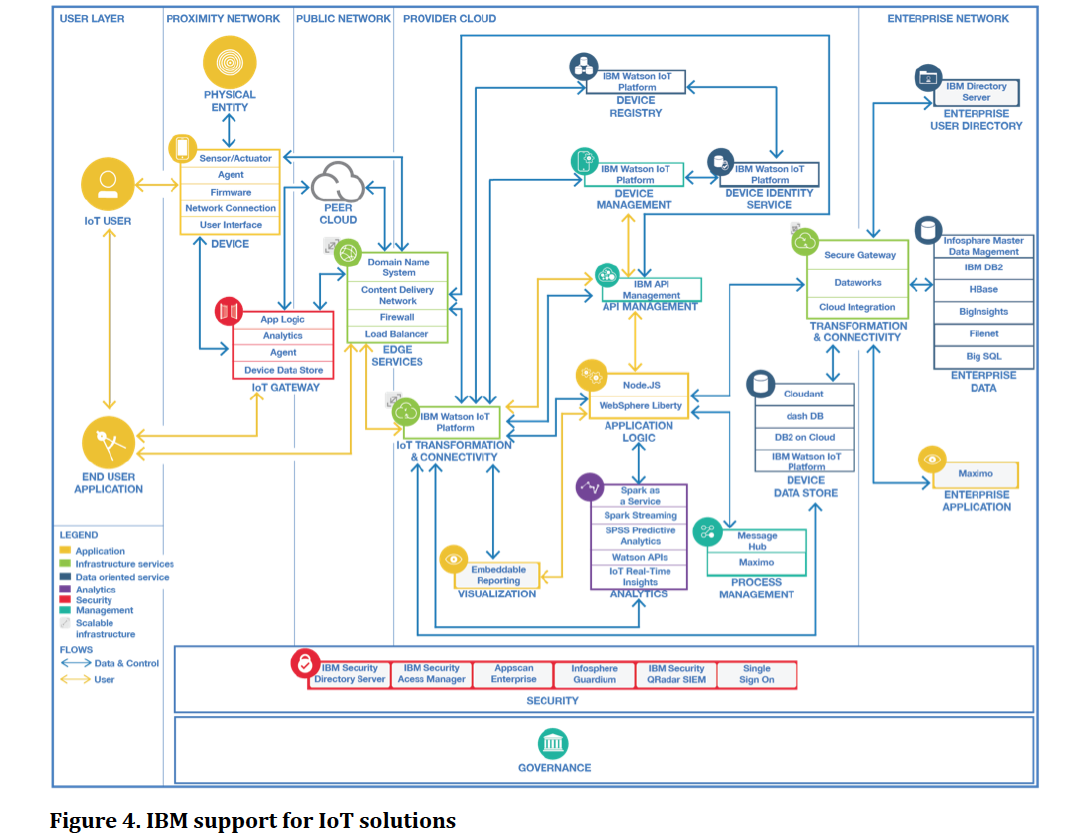 USER LAYER
PROXIMITY NETWORK
PUBLIC NETWORK
PROVIDER CLOUD
ENTERPRISE NETWORK
PHYSICAL
ENTITY
Sensor/Actuator
Agent
Firmware
Network Connection
User Interface
DEVICE
IoT USER
PEER
CLOUD
IBM Watson IoT
Platform
DEVICE
REGISTRY
IBM Watson IoT
Platform
DEVICE
MANAGEMENT
IBM Watson IoT
Platform
DEVICE IDENTITY
SERVICE
IBM Directory
Server
ENTERPRISE
USER DIRECTORY
Domain Name
System
Content Delivery
Network
Firewall
Load Balancer
EDGE
SERVICES
IBM API
Management
API MANAGEMENT
Secure Gateway
Dataworks
Cloud Integration
TRANSFORMATION
& CONNECTIVITY
Infosphare Master
Data Magement
IBM DB2
HBase
BigInsights
Filenet
Big SQL
ENTERPRISE
DATA
App Logic
Analytics
Agent
Device Data Store
IoT GATEWAY
Node.JS
WebSphere Liberty
APPLICATION
LOGIC
IBM Watson IoT
Platform
IoT TRANSFORMATION
& CONNECTIVITY
Cloudant
dash DB
DB2 on Cloud
IBM Watson IoT
Platform
DEVICE
DATA STORE
END USER
APPLICATION
Maximo
ENTERPRISE
APPLICATION
Spark as
a Service
Spark Streaming
SPSS Predictive
Analytics
Watson APIs
IoT Real-Time
Insights
ANALYTICS
Message
Hub
Maximo
PROCESS
MANAGEMENT
Embeddable
Reporting
VISUALIZATION
LEGEND
Application
Infrastructure services
Data oriented service
Analytics
Security
Management
Scalable
infrastructure
FLOWS
Data & Control
User
IBM Security
Directory Server
IBM Security
Acess Manager
Appscan
Enterprise
Infosphere
Guardium
IBM Security
QRadar SIEM
Single
Sign On
SECURITY
GOVERNANCE
Figure 4. IBM support for IoT solutions